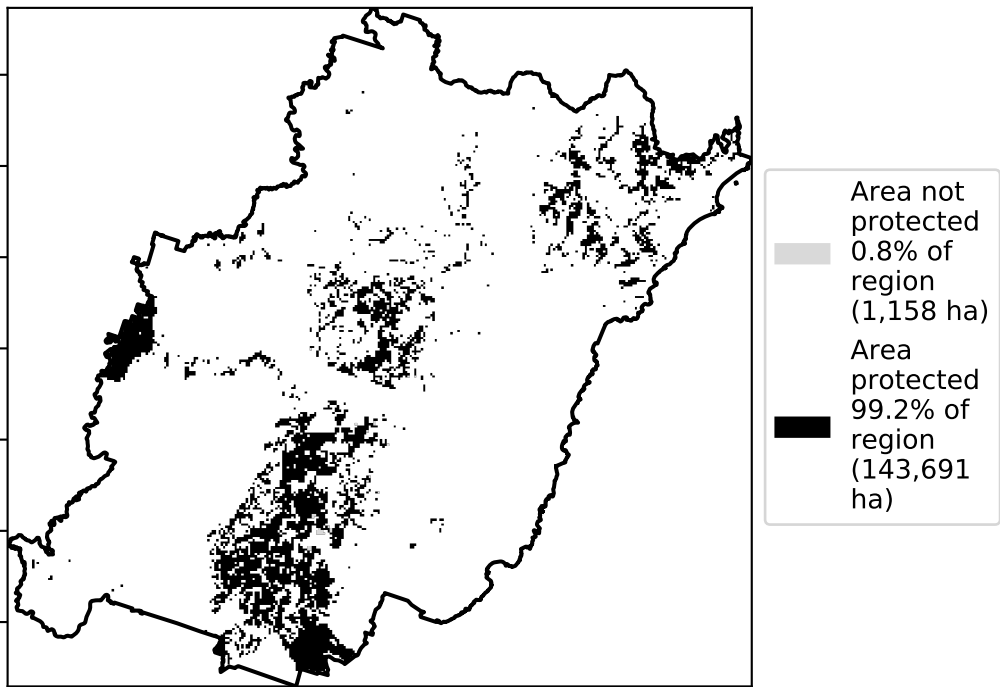 Area not
protected
0.8% of
region
(1,158 ha)
Area
protected
99.2% of
region
(143,691
ha)